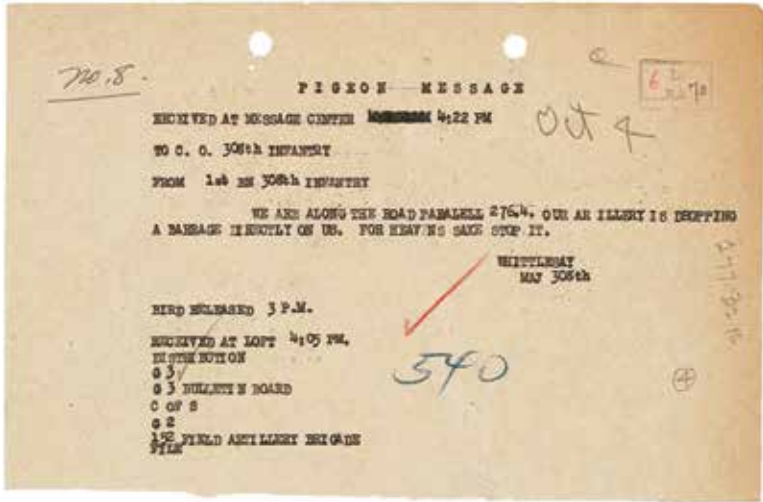 no. 8.
PIGEON MESSAGE
RECEIVED AT MESSAGE CENTER 4:22 PM
Oct 4
TO C. O. 308th INFANTRY
FROM 1st BN 308th INFANTRY
WE ARE ALONG THE ROAD PARALELL 276.4. OUR AR ILLERY IS DROPPING
A BARRAGE DIRECTLY ON US. FOR HEAVENS SAKE STOP IT.
WHITTLESAY
MAJ 308th
BIRD RELEASED 3 P.M.
RECEIVED AT LOFT 4:05 PM.
DISTRIBUTION
G 3
G 3 BULLETIN BOARD
C OF S
G 2
152 FIELD ARTILLERY BRIGADE
FILE
540
4